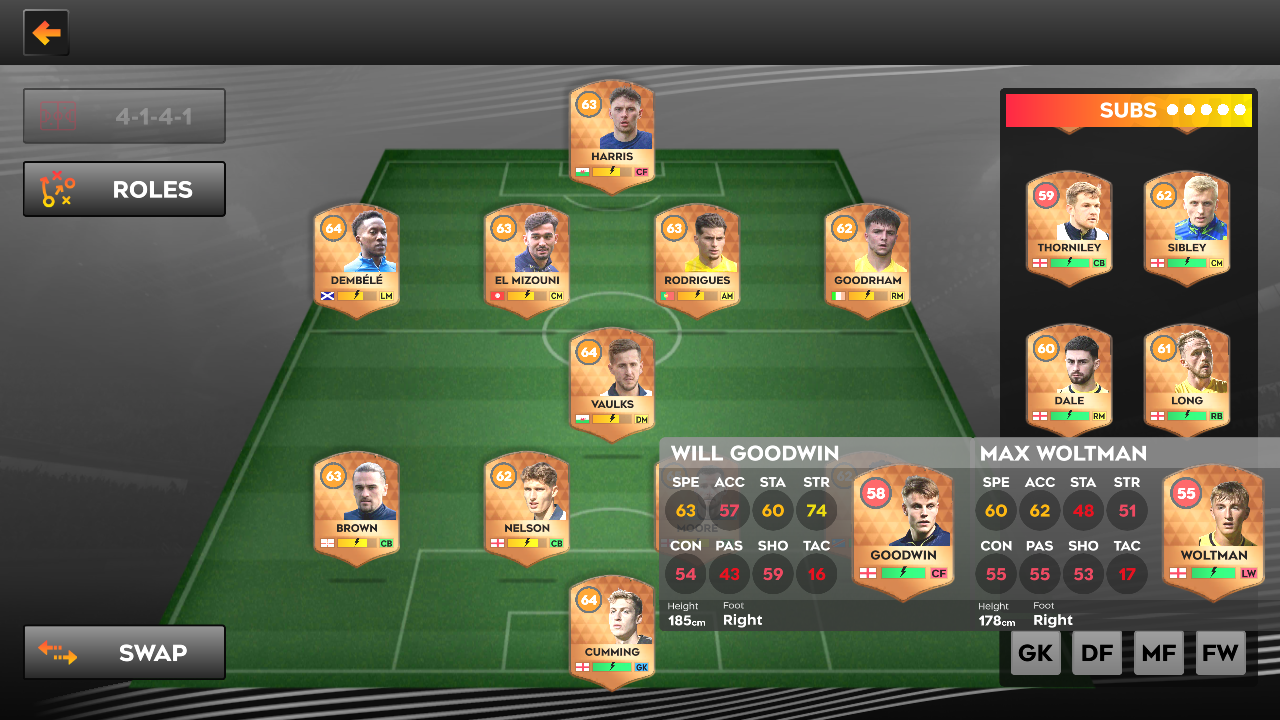 4-1-4-1
ROLES
SUBS
63
HARRIS
CF
64
DEMBÉLÉ
LM
63
EL MIZOUNI
CM
63
RODRIGUES
AM
62
GOODRHAM
RM
59
THORNILEY
CB
62
SIBLEY
CM
64
VAULKS
DM
60
DALE
RM
61
LONG
RB
63
BROWN
CB
62
NELSON
CB
MOORE
62
WILL GOODWIN
SPE ACC STA STR
63 57 60 74
CON PAS SHO TAC
54 43 59 16
Height Foot
185cm Right
58
GOODWIN
CF
MAX WOLTMAN
SPE ACC STA STR
60 62 48 51
CON PAS SHO TAC
55 55 53 17
Height Foot
178cm Right
55
WOLTMAN
LW
64
CUMMING
GK
SWAP
GK DF MF FW